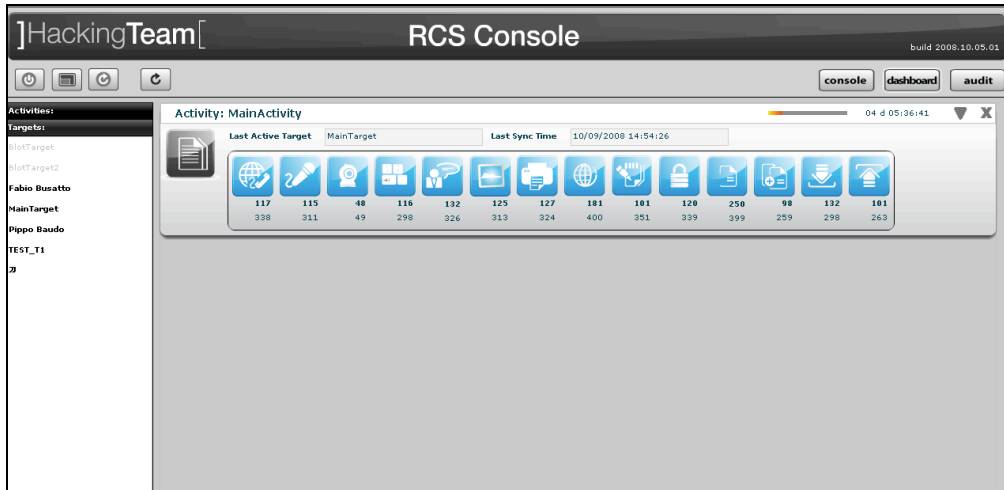 ]HackingTeam[
RCS Console
build 2008.10.05.01
console
dashboard
audit
Activities:
Targets:
BlotTarget
BlotTarget2
Fabio Busatto
MainTarget
Pippo Baudo
TEST_T1
Activity: MainActivity
04 d 05:36:41
X
Last Active Target
MainTarget
Last Sync Time
10/09/2008 14:54:26
117 115 48 116 132 125 127 181 101 120 250 98 132 101
338 311 49 298 326 313 324 400 351 339 399 259 298 263